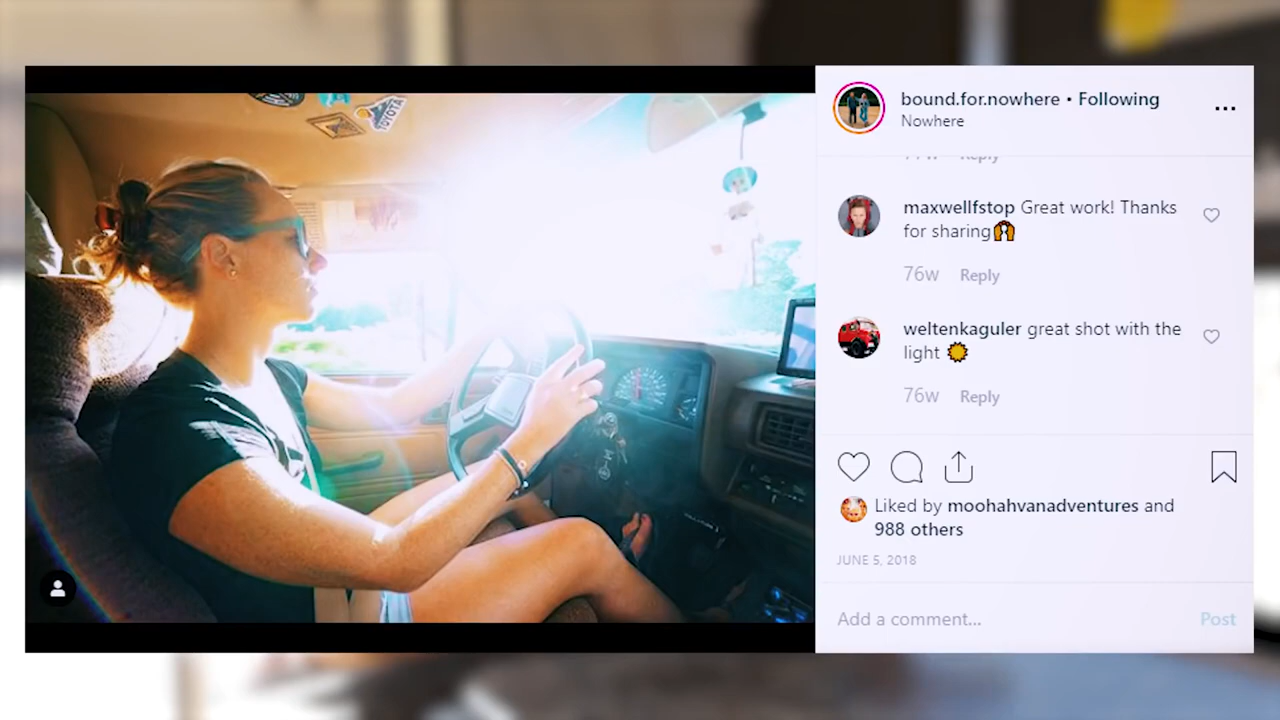 TOYOTA
bound.for.nowhere • Following
Nowhere
maxwellfstop Great work! Thanks
for sharing
76w Reply
weltenkaguler great shot with the
light
76w Reply
Liked by moohahvanadventures and
988 others
JUNE 5, 2018
Add a comment... Post